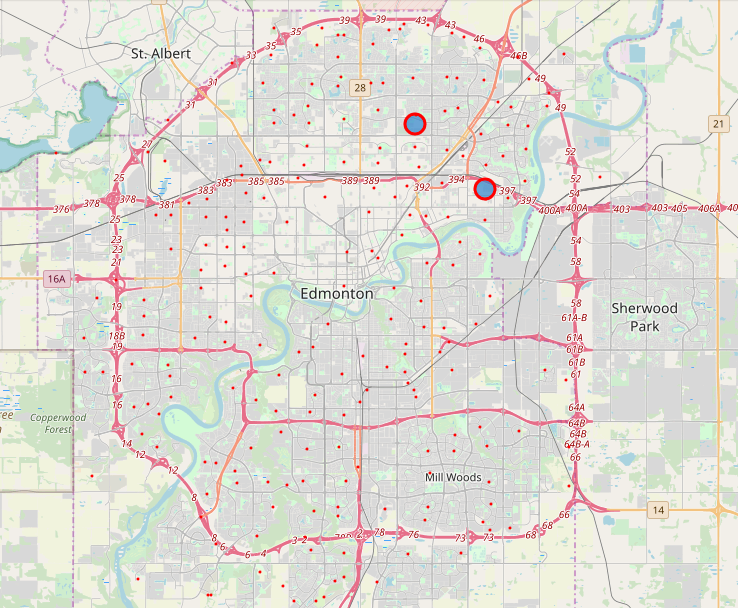 39 39 43 43
46
35
35
46B
St. Albert
33
49
31
28
31
49
21
27
52
25
52
383 383 385 385 389 389 392 394 397 54
376 378 378 381 397
400A 400A 403 403 405 406A 40
25
23
23
54
21
58
16A
Edmonton
19
58
Sherwood
Park
61A-B
18B
19
61A
61B
61B
16
61
16
64A
64B
Copperwood
Forest
ree
64B
64B-A
14
12
12
66
Mill Woods
8
14
66
68
68
8
6
6 4 3-2 2 78 76 73 73